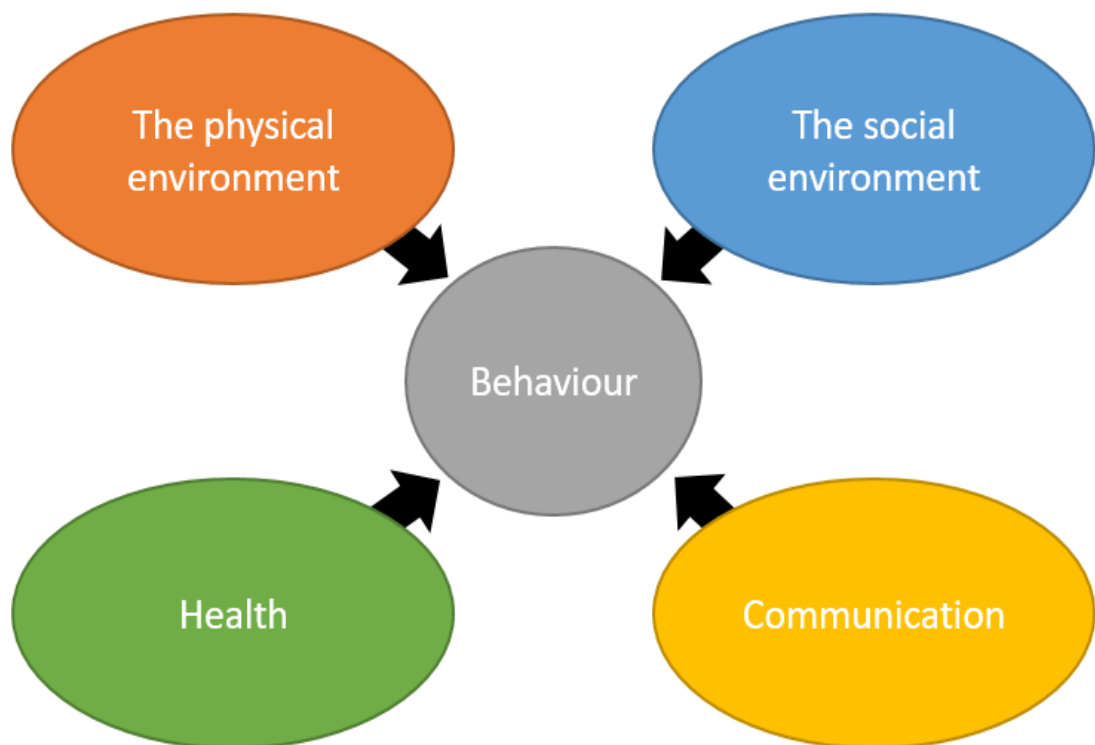 The physical
environment
The social
environment
Behaviour
Health
Communication